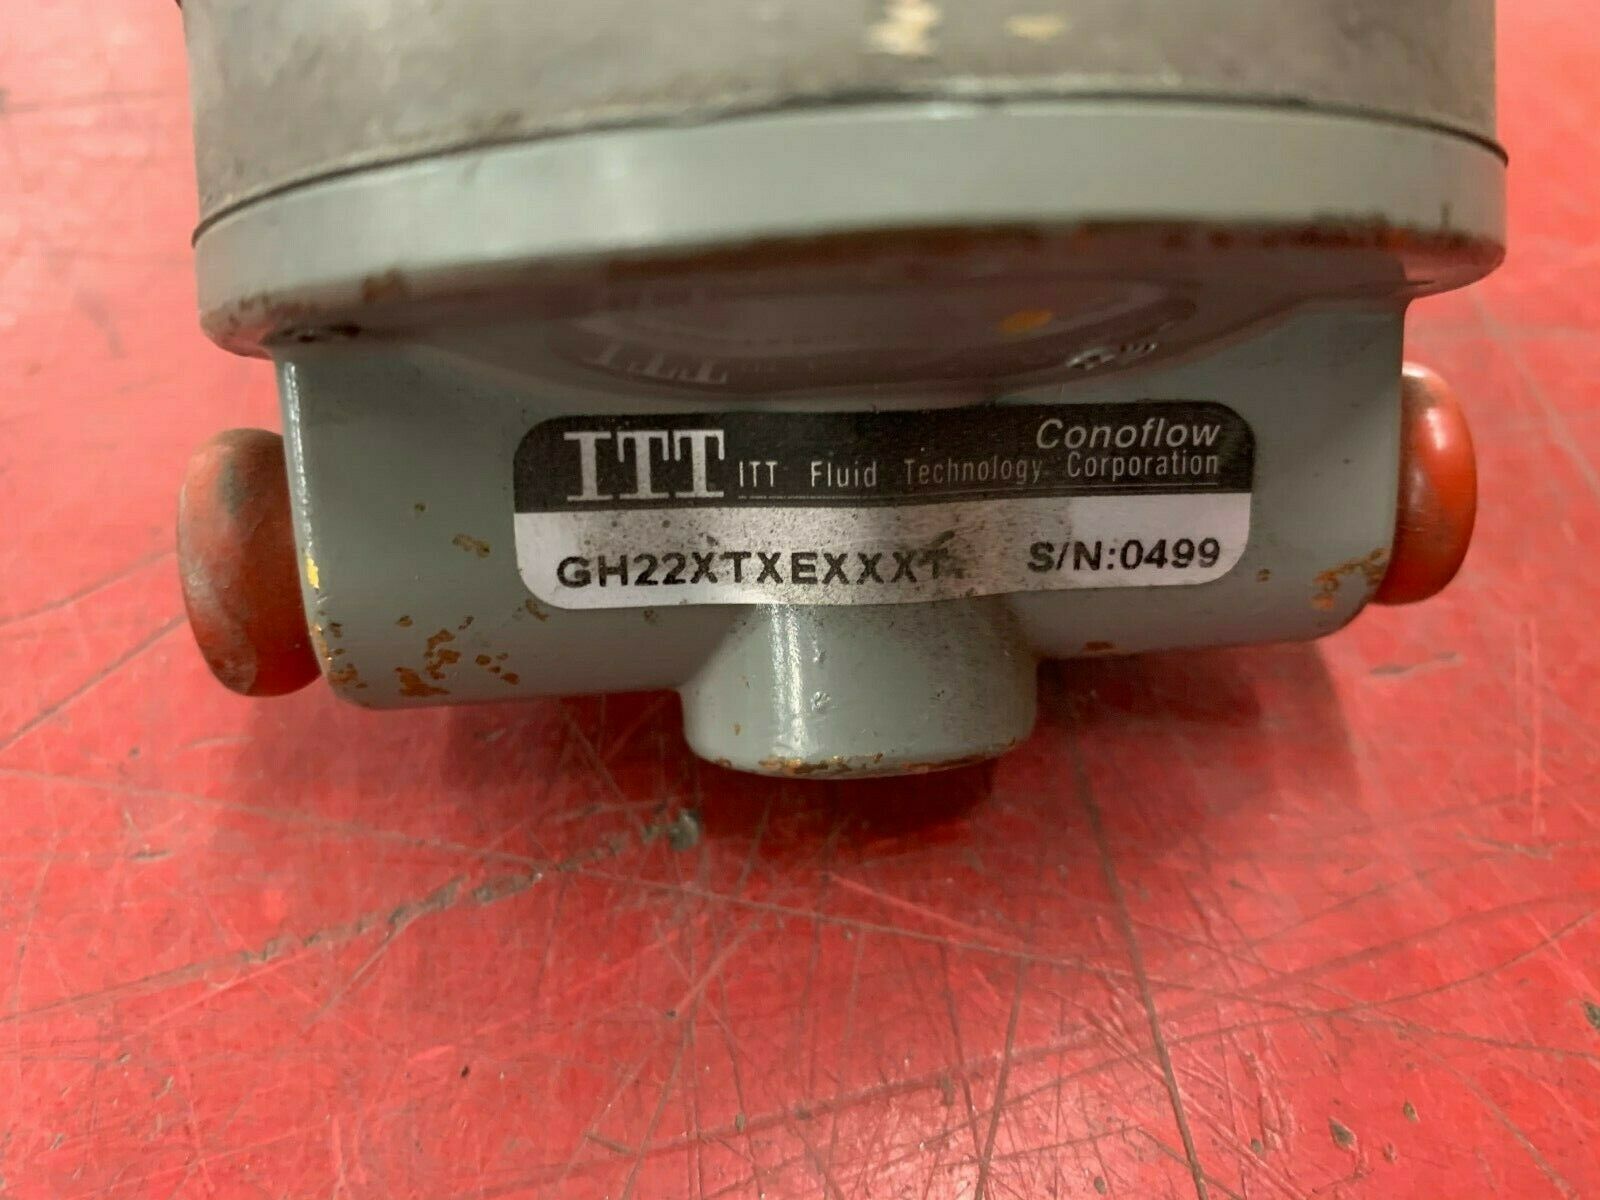 ITT
Conoflow
ITT Fluid Technology Corporation
GH22XTXEXXXT. S/N:0499